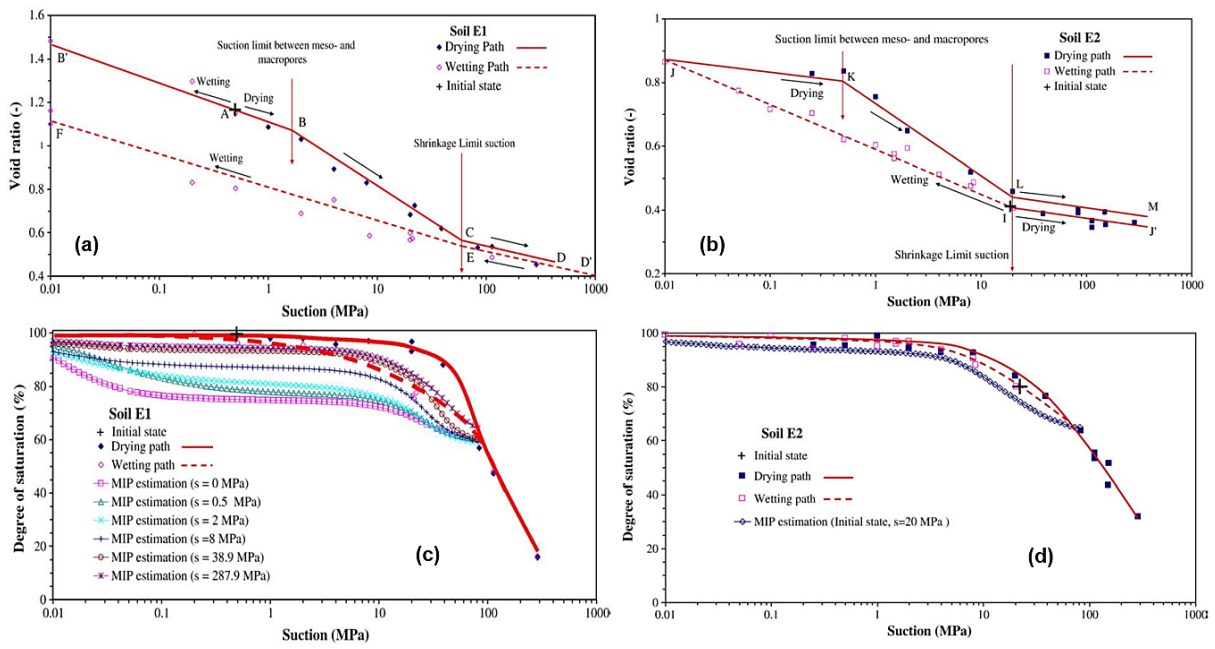 Soil E1
Drying Path
Wetting Path
Initial state
Suction limit between meso- and
macropores
Shrinkage Limit suction
Wetting
Drying
Wetting
B'
A
B
F
C
E
D
D'
(a)
Void ratio (-)
1.6
1.4
1.2
1
0.8
0.6
0.4
0.01
0.1
1
10
100
1000
Suction (MPa)
Soil E2
Drying path
Wetting path
Initial state
Suction limit between meso- and macropores
Shrinkage Limit suction
Drying
Wetting
Drying
J
K
L
M
I
J'
(b)
Void ratio (-)
1
0.8
0.6
0.4
0.2
0.01
0.1
1
10
100
1000
Suction (MPa)
Soil E1
Initial state
Drying path
Wetting path
MIP estimation (s = 0 MPa)
MIP estimation (s = 0.5 MPa)
MIP estimation (s = 2 MPa)
MIP estimation (s =8 MPa)
MIP estimation (s = 38.9 MPa)
MIP estimation (s = 287.9 MPa)
(c)
Degree of saturation (%)
100
80
60
40
20
0
0.01
0.1
1
10
100
1000
Suction (MPa)
Soil E2
Initial state
Drying path
Wetting path
MIP estimation (Initial state, s=20 MPa )
(d)
Degree of saturation (%)
100
80
60
40
20
0
0.01
0.1
1
10
100
1000
Suction (MPa)